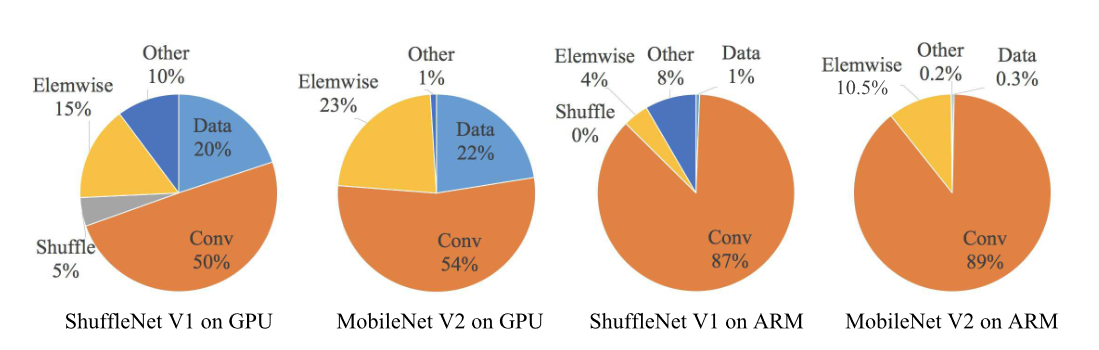 Other
10%
Elemwise
15%
Data
20%
Conv
50%
Shuffle
5%
ShuffleNet V1 on GPU
Other
1%
Elemwise
23%
Data
22%
Conv
54%
MobileNet V2 on GPU
Elemwise
4%
Other
8%
Data
1%
Shuffle
0%
Conv
87%
ShuffleNet V1 on ARM
Other
0.2%
Data
0.3%
Elemwise
10.5%
Conv
89%
MobileNet V2 on ARM